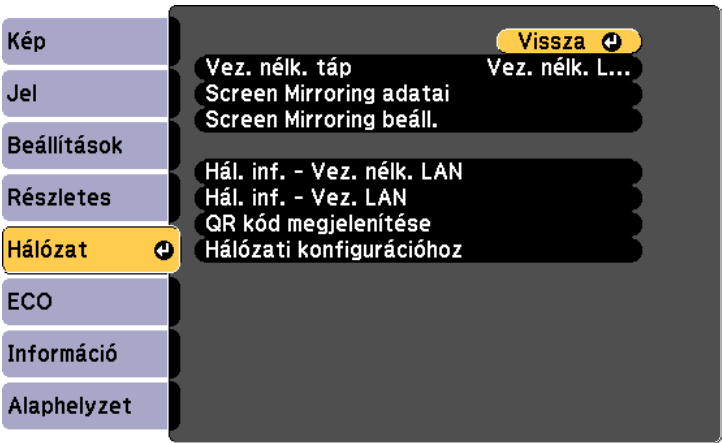 Kép
Jel
Beállítások
Részletes
Hálózat
ECO
Információ
Alaphelyzet
Vissza
Vez. nélk. táp Vez. nélk. L...
Screen Mirroring adatai
Screen Mirroring beáll.
Hál. inf. - Vez. nélk. LAN
Hál. inf. - Vez. LAN
QR kód megjelenítése
Hálózati konfigurációhoz